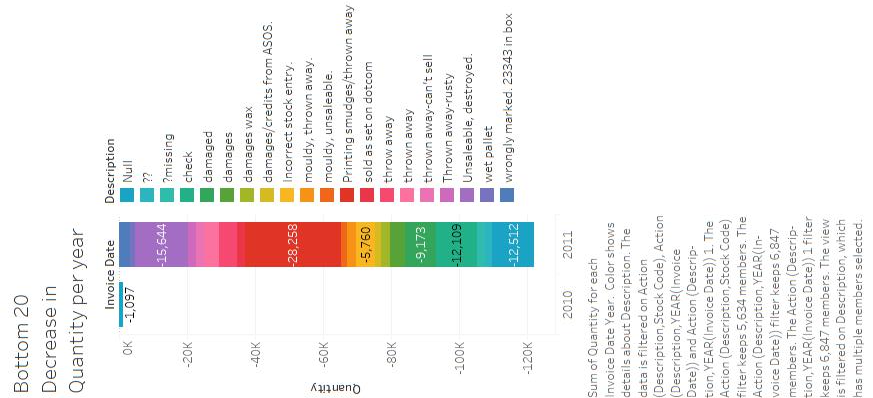 Bottom 20
Decrease in
Quantity per year
Invoice Date
0K
-20K
-40K
-60K
-80K
-100K
-120K
Quantity
-1,097
-15,644
-28,258
-5,760
-9,173
-12,109
-12,512
2010
2011
Description
Null
??
?missing
check
damaged
damages
damages wax
damages/credits from ASOS.
Incorrect stock entry.
mouldy, thrown away.
mouldy, unsaleable.
Printing smudges/thrown away
sold as set on dotcom
throw away
thrown away
thrown away-can't sell
Thrown away-rusty
Unsaleable, destroyed.
wet pallet
wrongly marked. 23343 in box
Sum of Quantity for each
Invoice Date Year. Color shows
details about Description. The
data is filtered on Action
(Description,Stock Code), Action
(Description,YEAR(Invoice
Date)) and Action (Descrip-
tion,YEAR(Invoice Date)) 1. The
Action (Description,Stock Code)
filter keeps 5,634 members. The
Action (Description,YEAR(In-
voice Date)) filter keeps 6,847
members. The Action (Descrip-
tion,YEAR(Invoice Date)) 1 filter
keeps 6,847 members. The view
is filtered on Description, which
has multiple members selected.